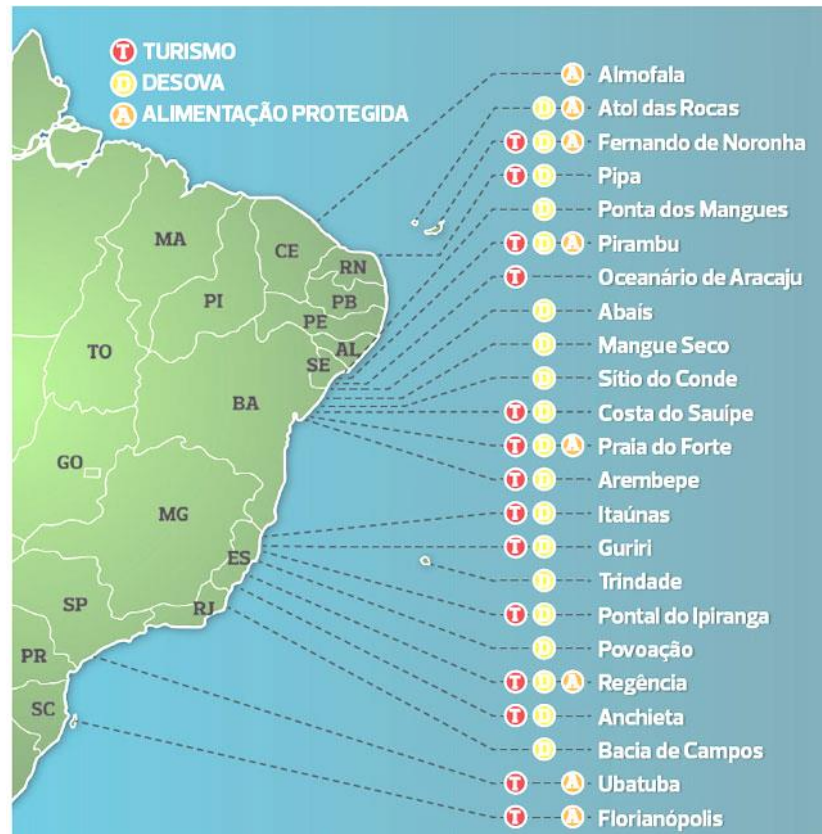 T TURISMO
D DESOVA
A ALIMENTAÇÃO PROTEGIDA
A Almofala
D A Atol das Rocas
T D A Fernando de Noronha
T D Pipa
D Ponta dos Mangues
T D A Pirambu
T Oceanário de Aracaju
D Abaís
D Mangue Seco
D Sítio do Conde
T D Costa do Sauípe
T D A Praia do Forte
T D Arembepe
T D Itaúnas
T D Guriri
D Trindade
T D Pontal do Ipiranga
D Povoação
T D A Regência
T D Anchieta
D Bacia de Campos
T A Ubatuba
T A Florianópolis
MA
CE
RN
PI
PB
PE
TO
AL
SE
BA
GO
MG
ES
SP
RJ
PR
SC